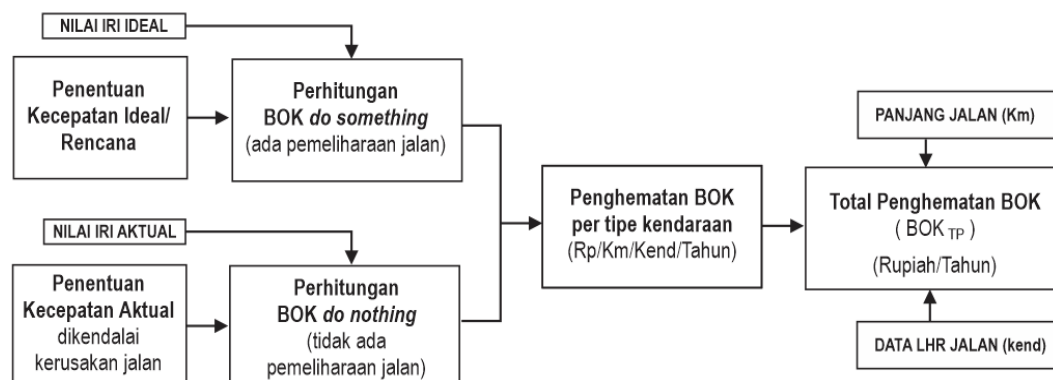 NILAI IRI IDEAL
Penentuan
Kecepatan Ideal/
Rencana
Perhitungan
BOK do something
(ada pemeliharaan jalan)
NILAI IRI AKTUAL
Penentuan
Kecepatan Aktual
dikendalai
kerusakan jalan
Perhitungan
BOK do nothing
(tidak ada
pemeliharaan jalan)
Penghematan BOK
per tipe kendaraan
(Rp/Km/Kend/Tahun)
PANJANG JALAN (Km)
Total Penghematan BOK
( BOK TP )
(Rupiah/Tahun)
DATA LHR JALAN (kend)